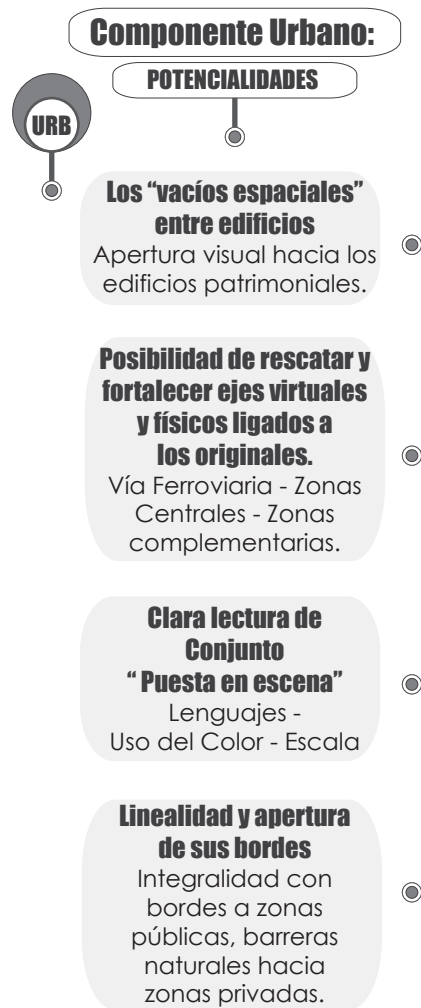 Componente Urbano:
POTENCIALIDADES
URB
Los “vacíos espaciales”
entre edificios
Apertura visual hacia los
edificios patrimoniales.
Posibilidad de rescatar y
fortalecer ejes virtuales
y físicos ligados a
los originales.
Vía Ferroviaria - Zonas
Centrales - Zonas
complementarias.
Clara lectura de
Conjunto
“ Puesta en escena”
Lenguajes -
Uso del Color - Escala
Linealidad y apertura
de sus bordes
Integralidad con
bordes a zonas
públicas, barreras
naturales hacia
zonas privadas.